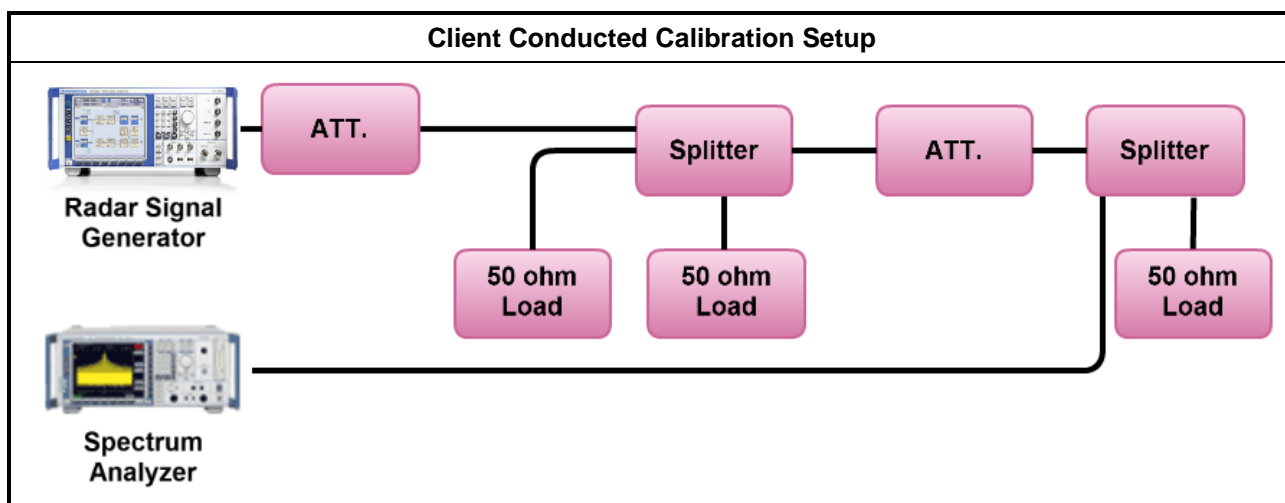 Client Conducted Calibration Setup
ATT.
Splitter
ATT.
Splitter
Radar Signal
Generator
50 ohm
Load
50 ohm
Load
50 ohm
Load
Spectrum
Analyzer